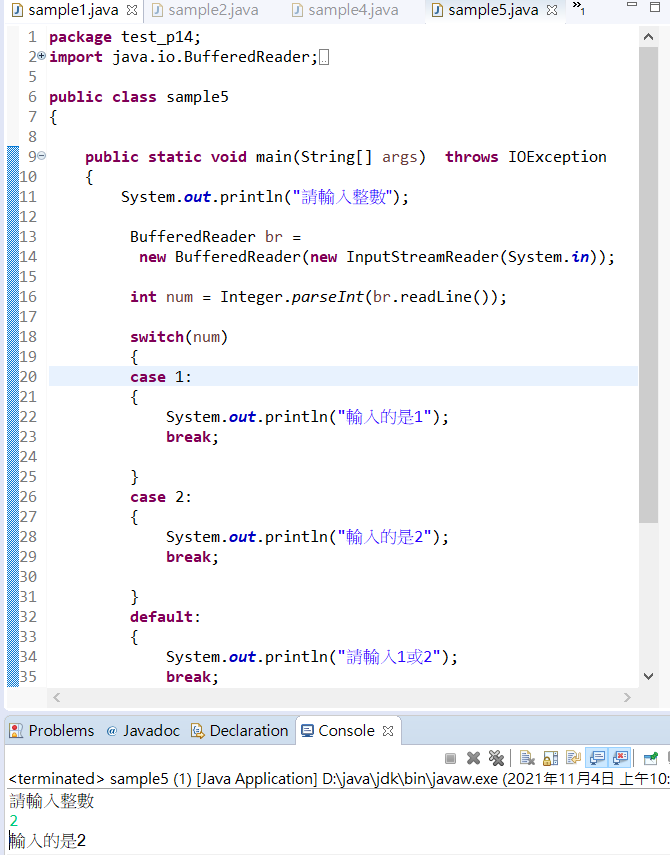 sample1.java sample2.java sample4.java sample5.java »1
1 package test_p14;
2 import java.io.BufferedReader;
5
6 public class sample5
7 {
8
9 public static void main(String[] args)  throws IOException
10 {
11 System.out.println("請輸入整數");
12
13 BufferedReader br =
14 new BufferedReader(new InputStreamReader(System.in));
15
16 int num = Integer.parseInt(br.readLine());
17
18 switch(num)
19 {
20 case 1:
21 {
22 System.out.println("輸入的是1");
23 break;
24
25 }
26 case 2:
27 {
28 System.out.println("輸入的是2");
29 break;
30
31 }
32 default:
33 {
34 System.out.println("請輸入1或2");
35 break;
Problems @ Javadoc Declaration Console
<terminated> sample5 (1) [Java Application] D:\java\jdk\bin\javaw.exe (2021年11月4日 上午10:
請輸入整數
2
輸入的是2